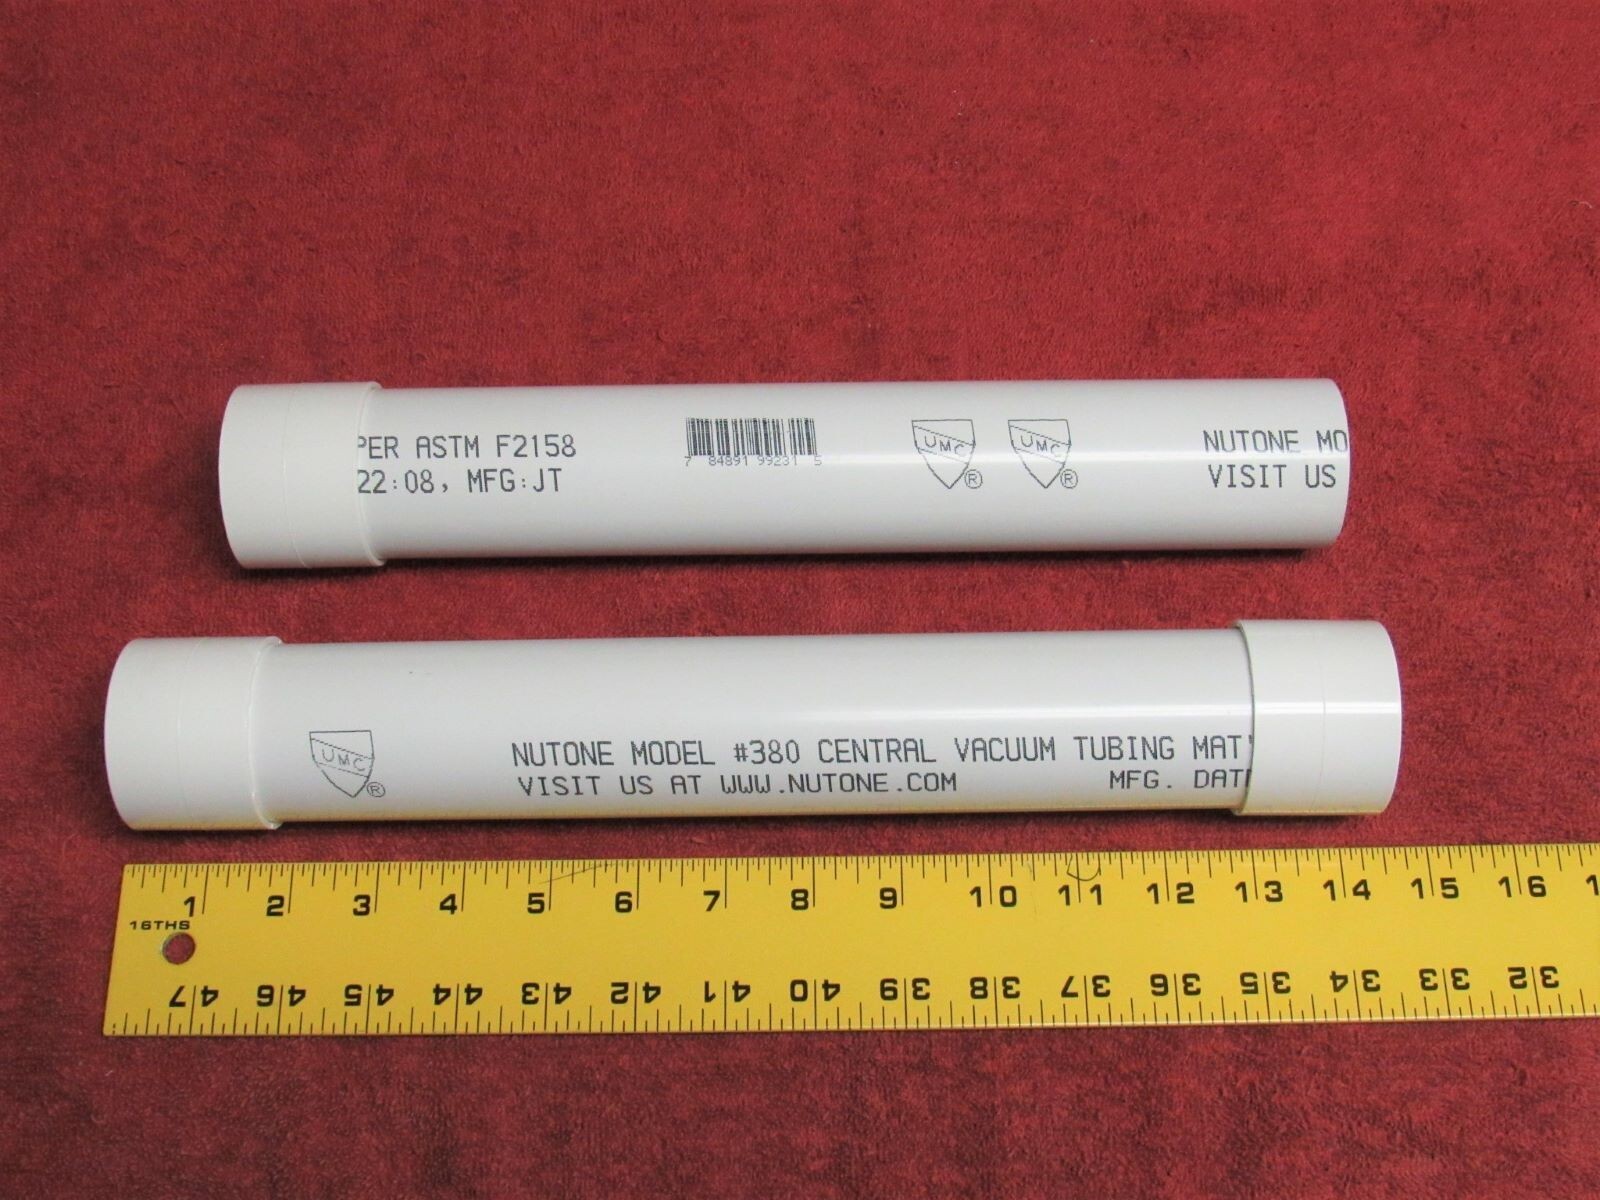 PER ASTM F2158
22:08, MFG:JT
7 84891 99231 5
UMC ®
UMC ®
NUTONE MO
VISIT US
UMC ®
NUTONE MODEL #380 CENTRAL VACUUM TUBING MAT'
VISIT US AT WWW.NUTONE.COM MFG. DAT
1 2 3 4 5 6 7 8 9 10 11 12 13 14 15 16 1
16THS
47 46 45 44 43 42 41 40 39 38 37 36 35 34 33 32